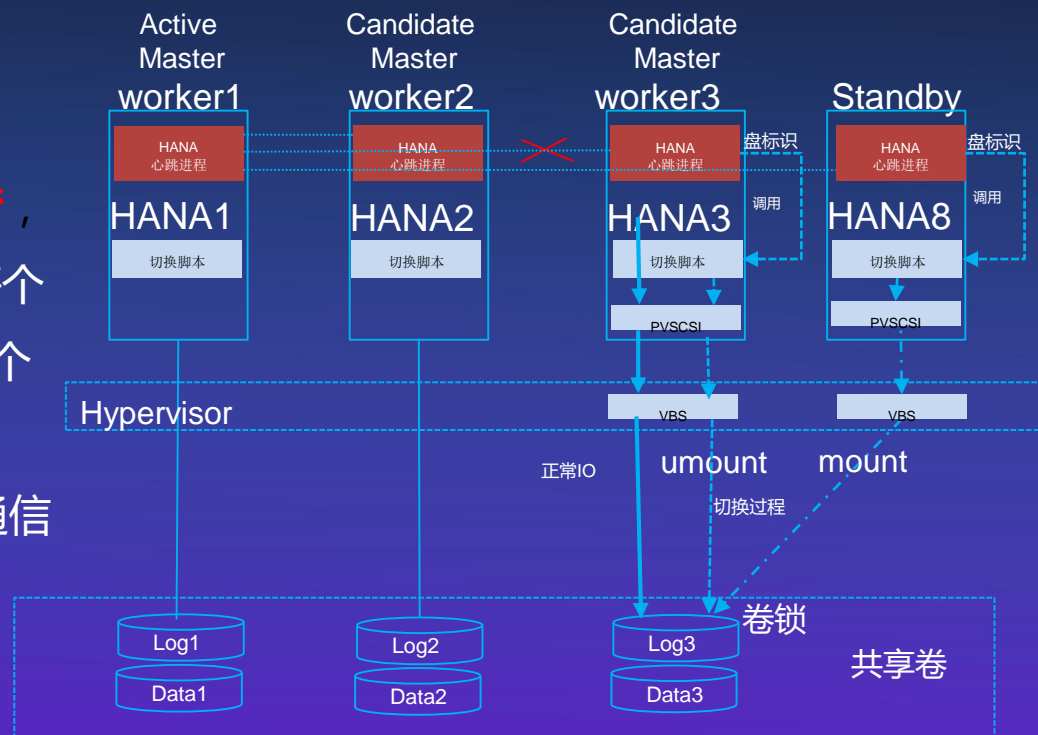 Active
Master
worker1
Candidate
Master
worker2
Candidate
Master
worker3
Standby
HANA
心跳进程
HANA
心跳进程
HANA
心跳进程
HANA
心跳进程
盘标识
盘标识
调用
调用
，
个
个
通信
HANA1
HANA2
HANA3
HANA8
切换脚本
切换脚本
切换脚本
切换脚本
PVSCSI
PVSCSI
Hypervisor
VBS
VBS
正常IO
umount
mount
切换过程
卷锁
共享卷
Log1
Log2
Log3
Data1
Data2
Data3